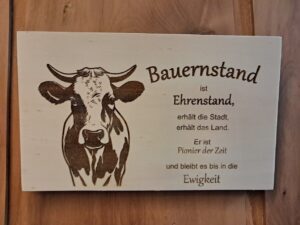 Bauernstand
ist
Ehrenstand,
erhält die Stadt,
erhält das Land.
Er ist
Pionier der Zeit
und bleibt es bis in die
Ewigkeit